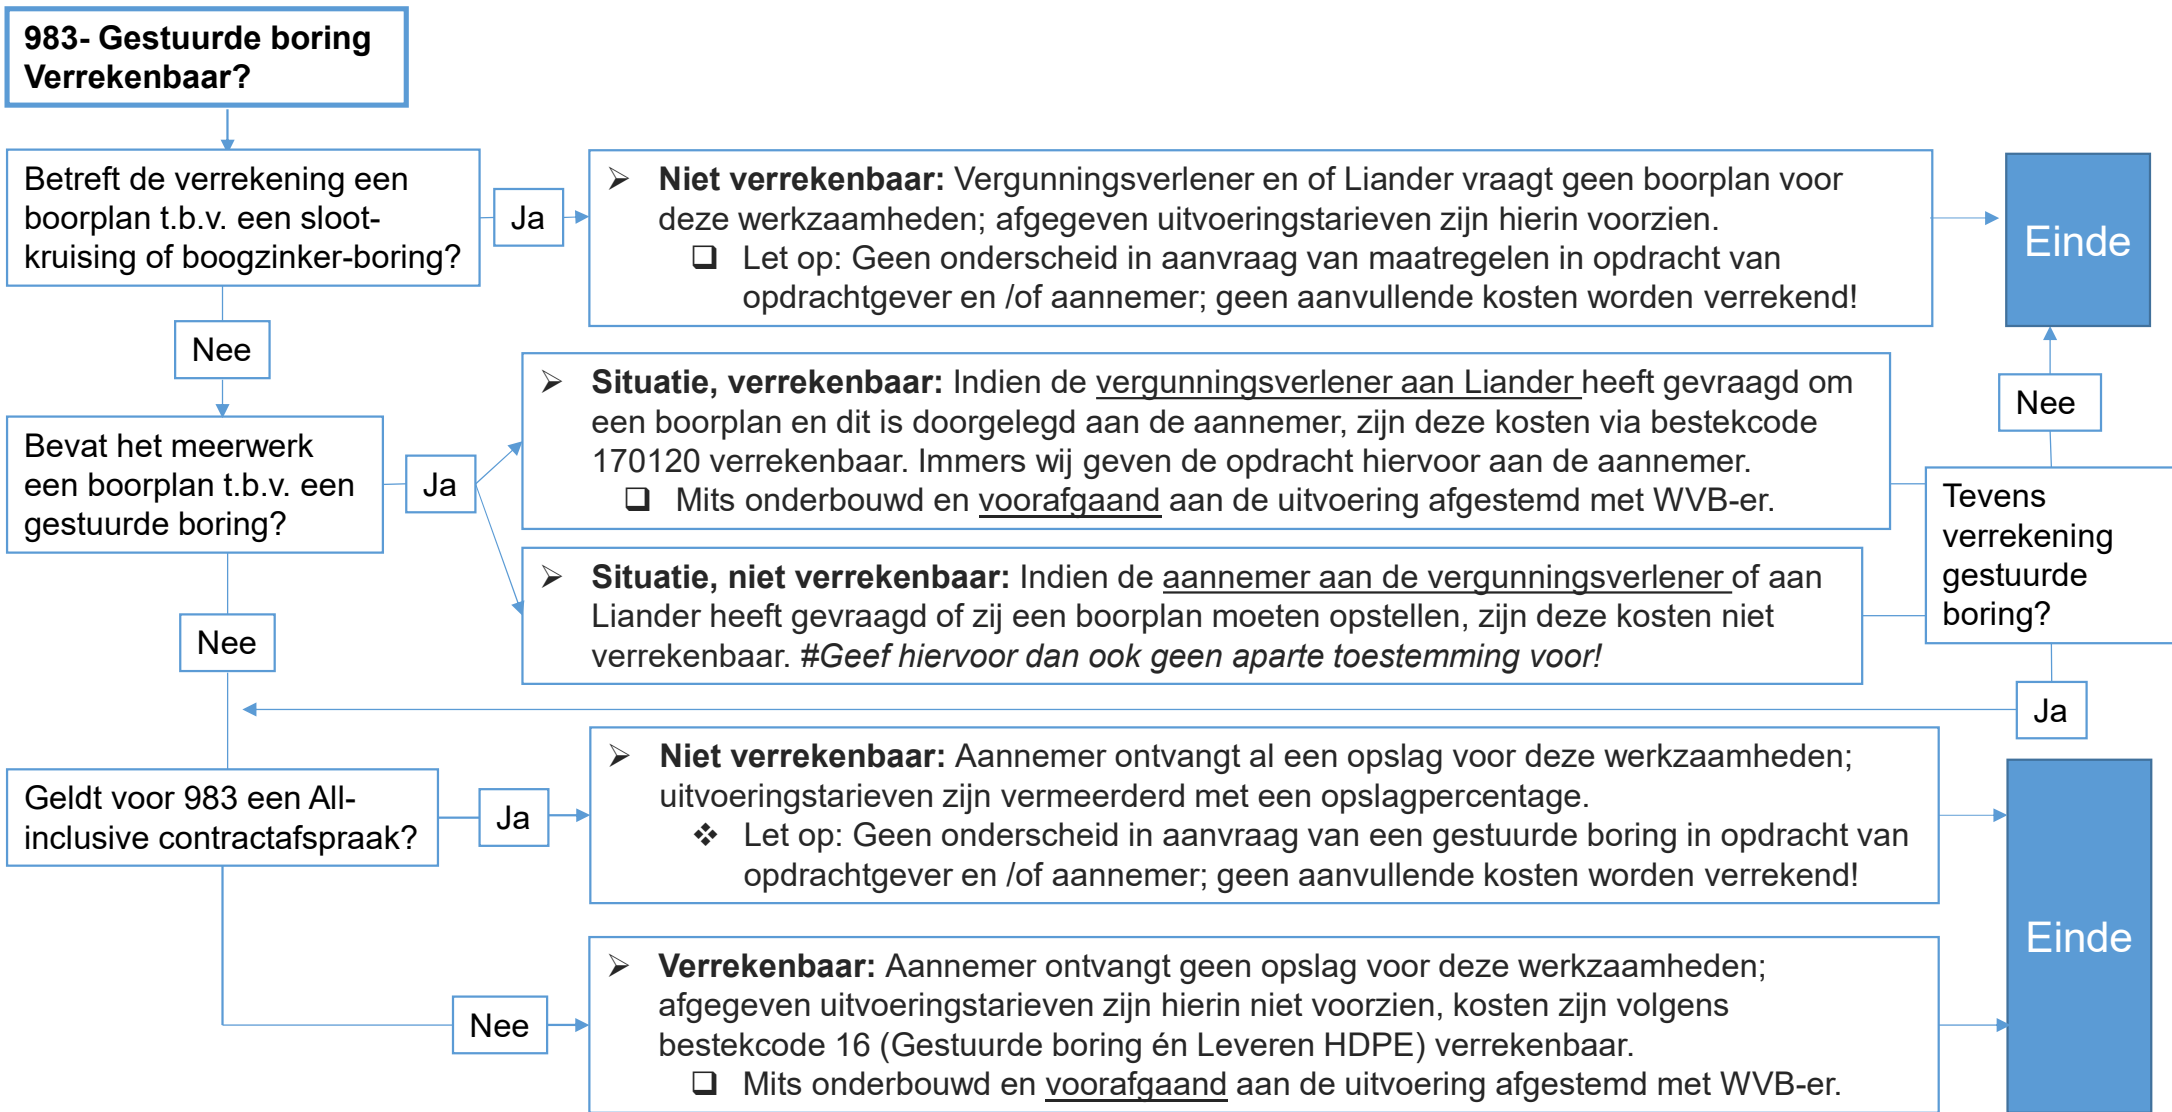 983- Gestuurde boring
Verrekenbaar?
Betreft de verrekening een
boorplan t.b.v. een sloot-
kruising of boogzinker-boring?
Ja
➢ Niet verrekenbaar: Vergunningsverlener en of Liander vraagt geen boorplan voor
deze werkzaamheden; afgegeven uitvoeringstarieven zijn hierin voorzien.
❑ Let op: Geen onderscheid in aanvraag van maatregelen in opdracht van
opdrachtgever en /of aannemer; geen aanvullende kosten worden verrekend!
Einde
Nee
Bevat het meerwerk
een boorplan t.b.v. een
gestuurde boring?
Ja
➢ Situatie, verrekenbaar: Indien de vergunningsverlener aan Liander heeft gevraagd om
een boorplan en dit is doorgelegd aan de aannemer, zijn deze kosten via bestekcode
170120 verrekenbaar. Immers wij geven de opdracht hiervoor aan de aannemer.
❑ Mits onderbouwd en voorafgaand aan de uitvoering afgestemd met WVB-er.
➢ Situatie, niet verrekenbaar: Indien de aannemer aan de vergunningsverlener of aan
Liander heeft gevraagd of zij een boorplan moeten opstellen, zijn deze kosten niet
verrekenbaar. #Geef hiervoor dan ook geen aparte toestemming voor!
Nee
Tevens
verrekening
gestuurde
boring?
Ja
Nee
Geldt voor 983 een All-
inclusive contractafspraak?
Ja
➢ Niet verrekenbaar: Aannemer ontvangt al een opslag voor deze werkzaamheden;
uitvoeringstarieven zijn vermeerderd met een opslagpercentage.
❖ Let op: Geen onderscheid in aanvraag van een gestuurde boring in opdracht van
opdrachtgever en /of aannemer; geen aanvullende kosten worden verrekend!
Nee
➢ Verrekenbaar: Aannemer ontvangt geen opslag voor deze werkzaamheden;
afgegeven uitvoeringstarieven zijn hierin niet voorzien, kosten zijn volgens
bestekcode 16 (Gestuurde boring én Leveren HDPE) verrekenbaar.
❑ Mits onderbouwd en voorafgaand aan de uitvoering afgestemd met WVB-er.
Einde